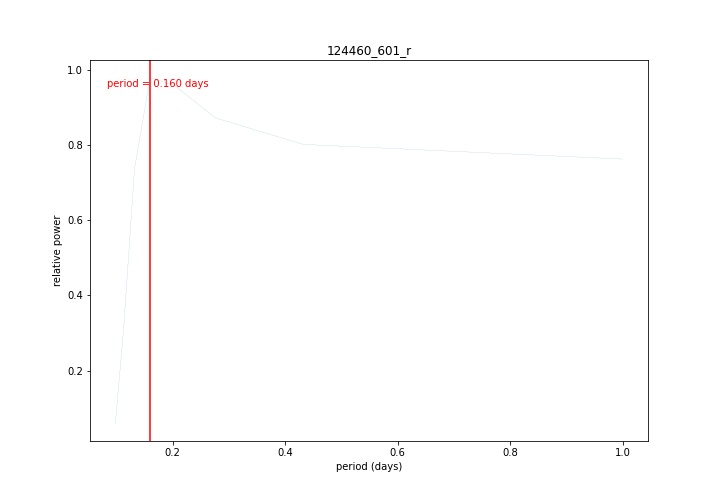 124460_601_r
1.0
period = 0.160 days
0.8
0.6
relative power
0.4
0.2
0.2 0.4 0.6 0.8 1.0
period (days)